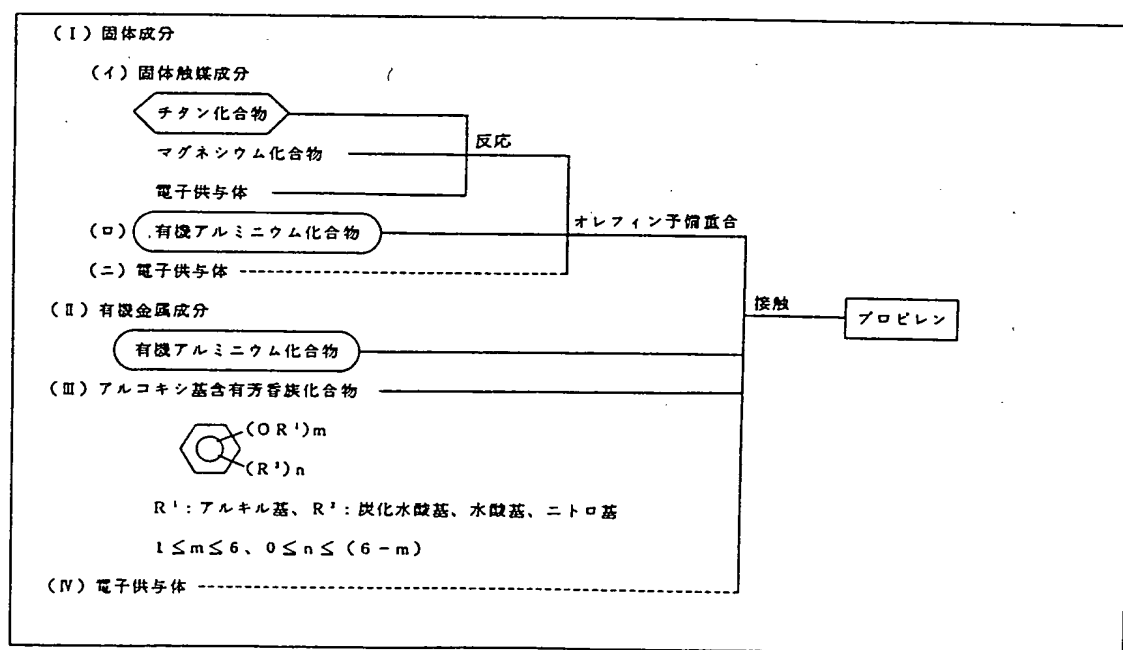 (Ⅰ) 固体成分
(イ) 固体触媒成分
チタン化合物
反応
マグネシウム化合物
電子供与体
オレフィン予備重合
(ロ) 有機アルミニウム化合物
(ニ) 電子供与体
(Ⅱ) 有機金属成分
接触
プロピレン
有機アルミニウム化合物
(Ⅲ) アルコキシ基含有芳香族化合物
(OR¹)m
(R²)n
R¹：アルキル基、R²：炭化水酸基、水酸基、ニトロ基
1≦m≦6、0≦n≦(6-m)
(Ⅳ) 電子供与体